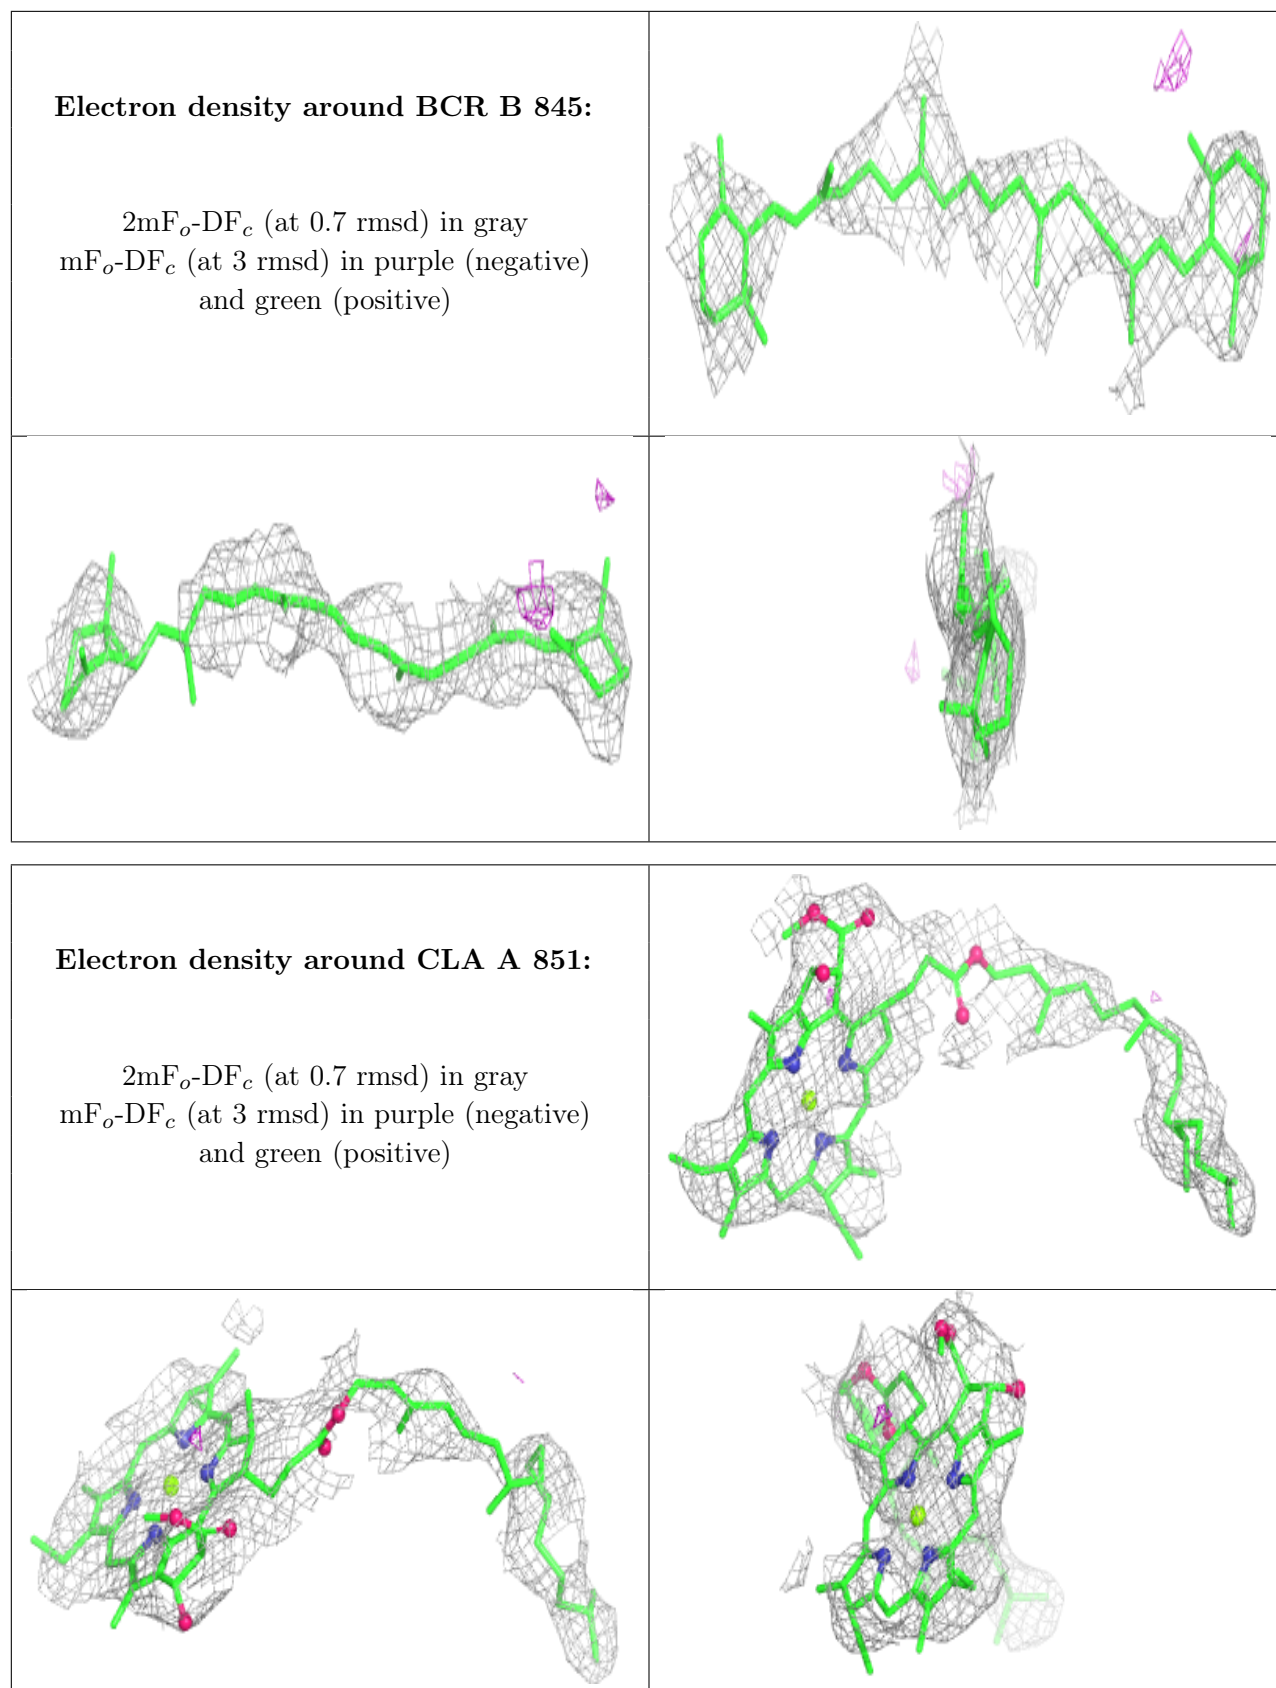 Electron density around BCR B 845:
2mFo-DFc (at 0.7 rmsd) in gray
mFo-DFc (at 3 rmsd) in purple (negative)
and green (positive)
Electron density around CLA A 851:
2mFo-DFc (at 0.7 rmsd) in gray
mFo-DFc (at 3 rmsd) in purple (negative)
and green (positive)